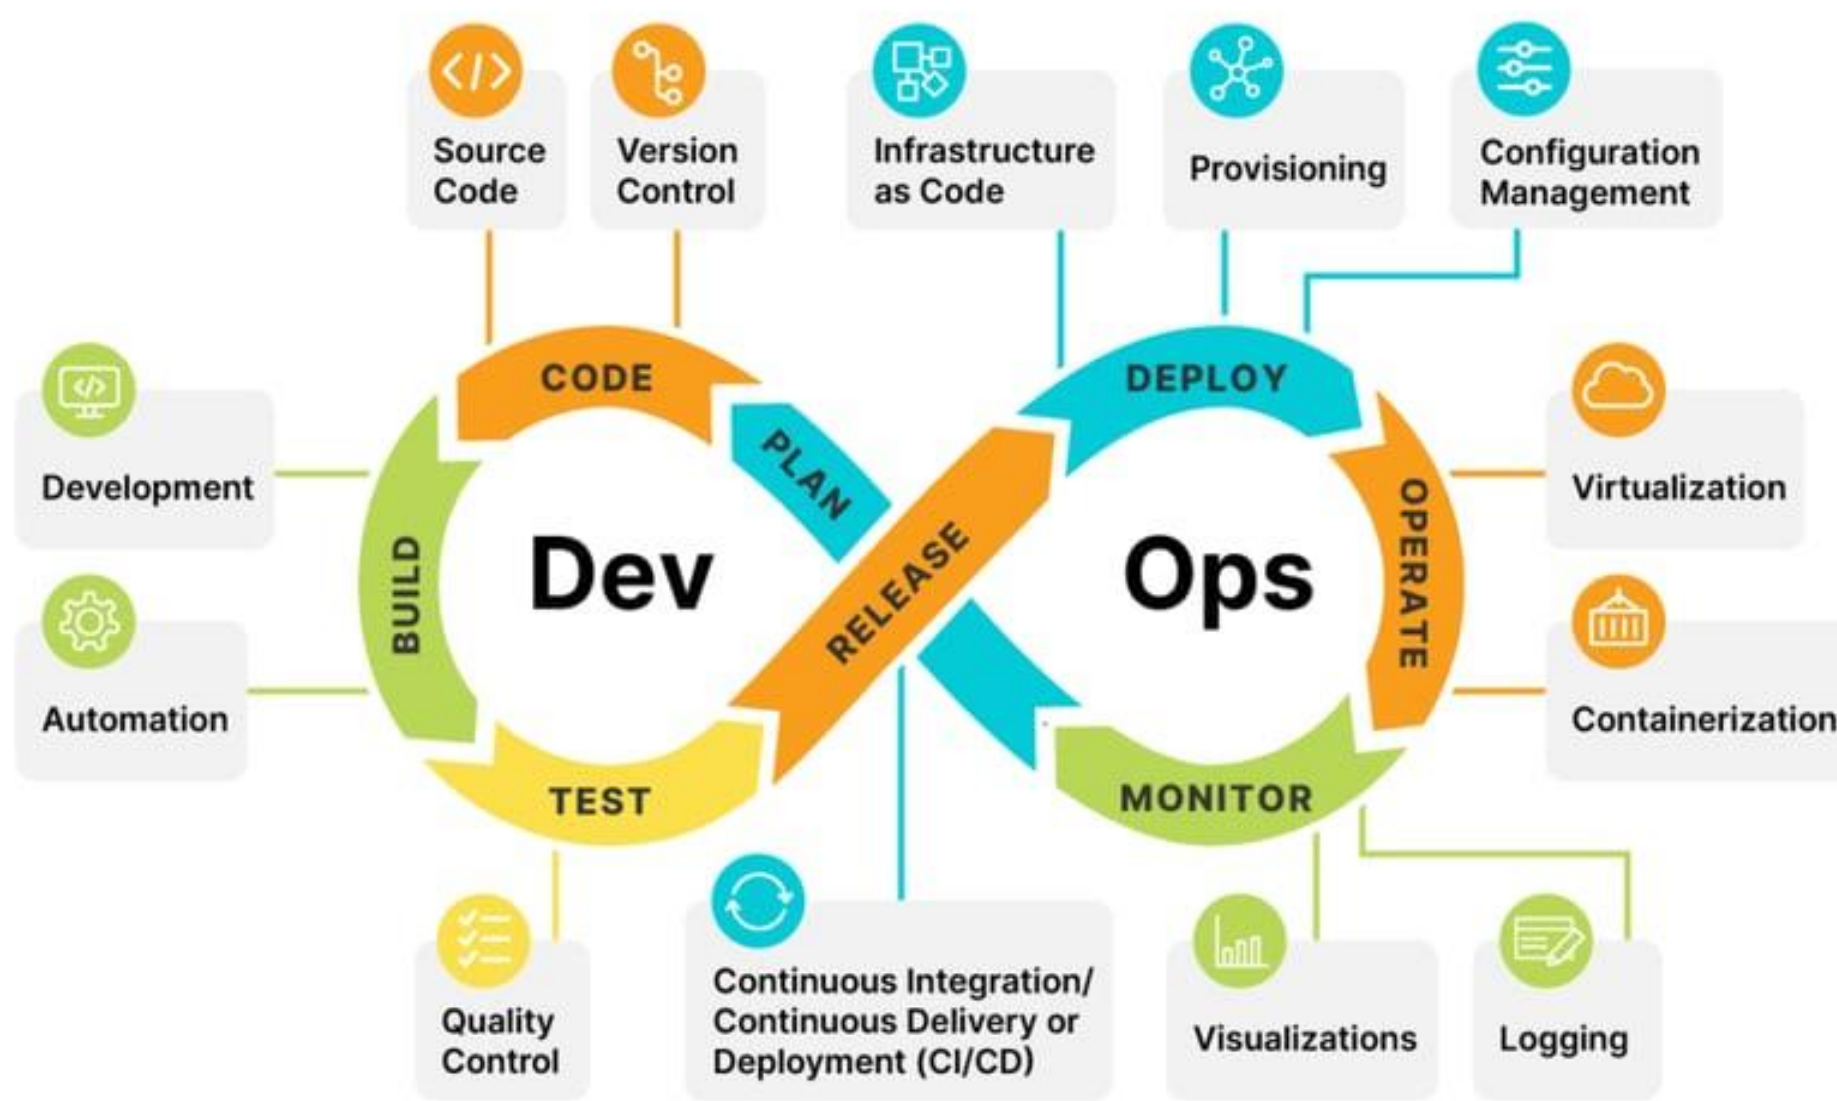 Source
Code
Version
Control
Infrastructure
as Code
Provisioning
Configuration
Management
CODE
DEPLOY
PLAN
Development
Virtualization
BUILD
Dev
RELEASE
Ops
OPERATE
Automation
Containerization
TEST
MONITOR
Quality
Control
Continuous Integration/
Continuous Delivery or
Deployment (CI/CD)
Visualizations
Logging